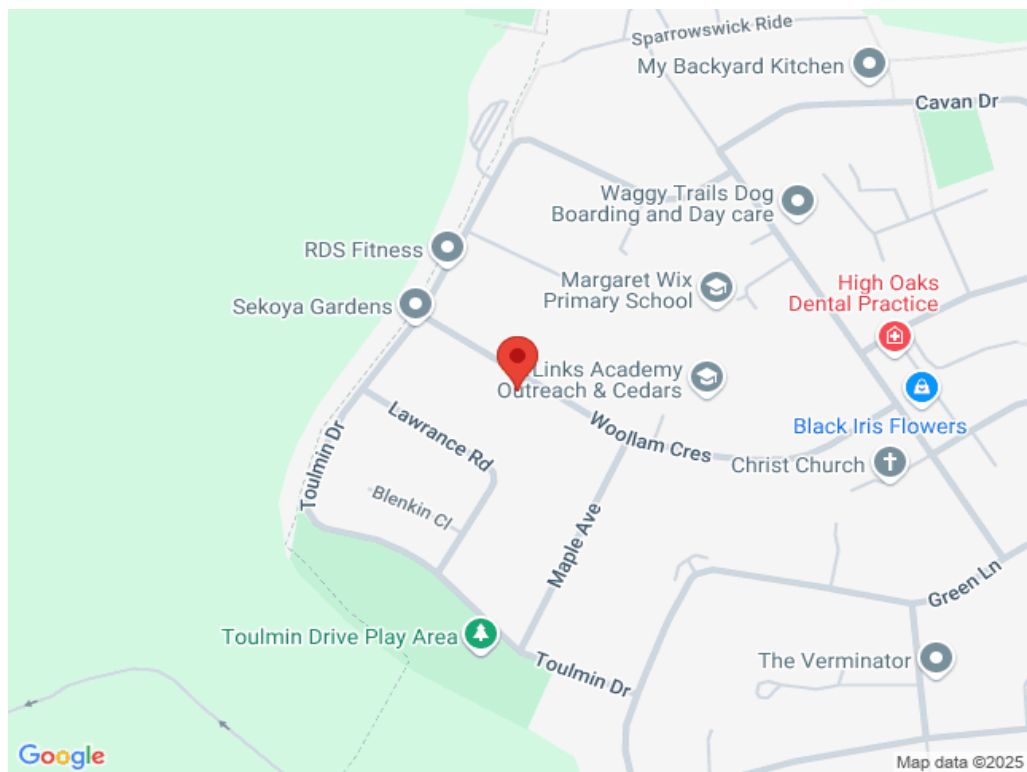 Sparrowswick Ride
My Backyard Kitchen
Cavan Dr
Waggy Trails Dog
Boarding and Day care
RDS Fitness
Margaret Wix
Primary School
High Oaks
Dental Practice
Sekoya Gardens
Links Academy
Outreach & Cedars
Black Iris Flowers
Lawrance Rd
Woollam Cres
Christ Church
Toulmin Dr
Blenkin Cl
Maple Ave
Green Ln
Toulmin Drive Play Area
Toulmin Dr
The Verminator
Google
Map data ©2025